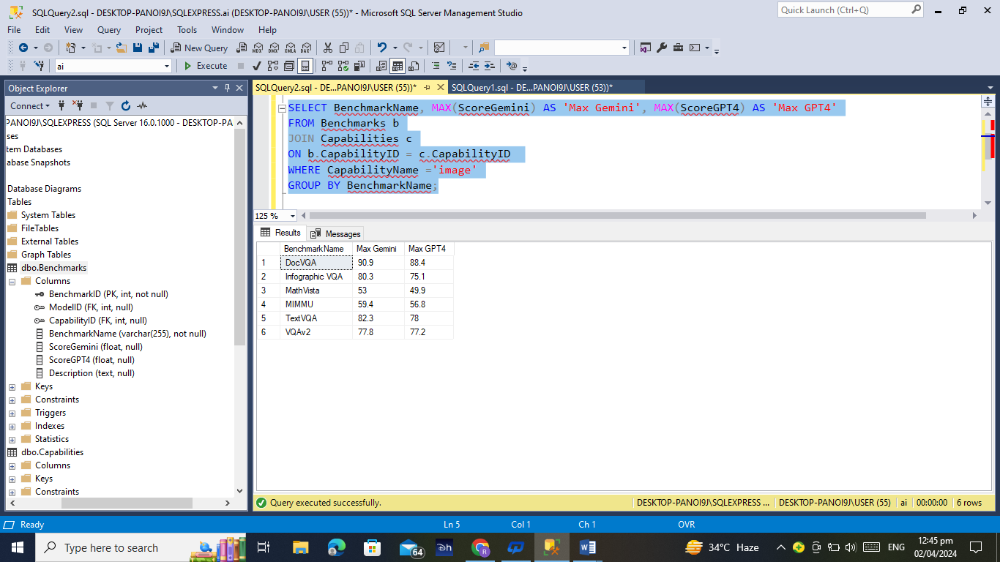 SQLQuery2.sql - DESKTOP-PANOI9J\SQLEXPRESS.ai (DESKTOP-PANOI9J\USER (55))* - Microsoft SQL Server Management Studio
Quick Launch (Ctrl+Q)
File Edit View Query Project Tools Window Help
New Query MDX DMX XMLA DAX
ai Execute
Object Explorer
Connect
PANOI9J\SQLEXPRESS (SQL Server 16.0.1000 - DESKTOP-PA
ses
tem Databases
abase Snapshots
Database Diagrams
Tables
System Tables
FileTables
External Tables
Graph Tables
dbo.Benchmarks
Columns
BenchmarkID (PK, int, not null)
ModelID (FK, int, null)
CapabilityID (FK, int, null)
BenchmarkName (varchar(255), not null)
ScoreGemini (float, null)
ScoreGPT4 (float, null)
Description (text, null)
Keys
Constraints
Triggers
Indexes
Statistics
dbo.Capabilities
Columns
Keys
Constraints
SQLQuery2.sql - DE...PANOI9J\USER (55))* SQLQuery1.sql - DE...PANOI9J\USER (53))*
SELECT BenchmarkName, MAX(ScoreGemini) AS 'Max Gemini', MAX(ScoreGPT4) AS 'Max GPT4'
FROM Benchmarks b
JOIN Capabilities c
ON b.CapabilityID = c.CapabilityID
WHERE CapabilityName ='image'
GROUP BY BenchmarkName;
125 %
Results Messages
BenchmarkName Max Gemini Max GPT4
1 DocVQA 90.9 88.4
2 Infographic VQA 80.3 75.1
3 MathVista 53 49.9
4 MIMMU 59.4 56.8
5 TextVQA 82.3 78
6 VQAv2 77.8 77.2
Query executed successfully. DESKTOP-PANOI9J\SQLEXPRESS ... DESKTOP-PANOI9J\USER (55) ai 00:00:00 6 rows
Ready Ln 5 Col 1 Ch 1 OVR
Type here to search 64 34°C Haze ENG 12:45 pm
02/04/2024